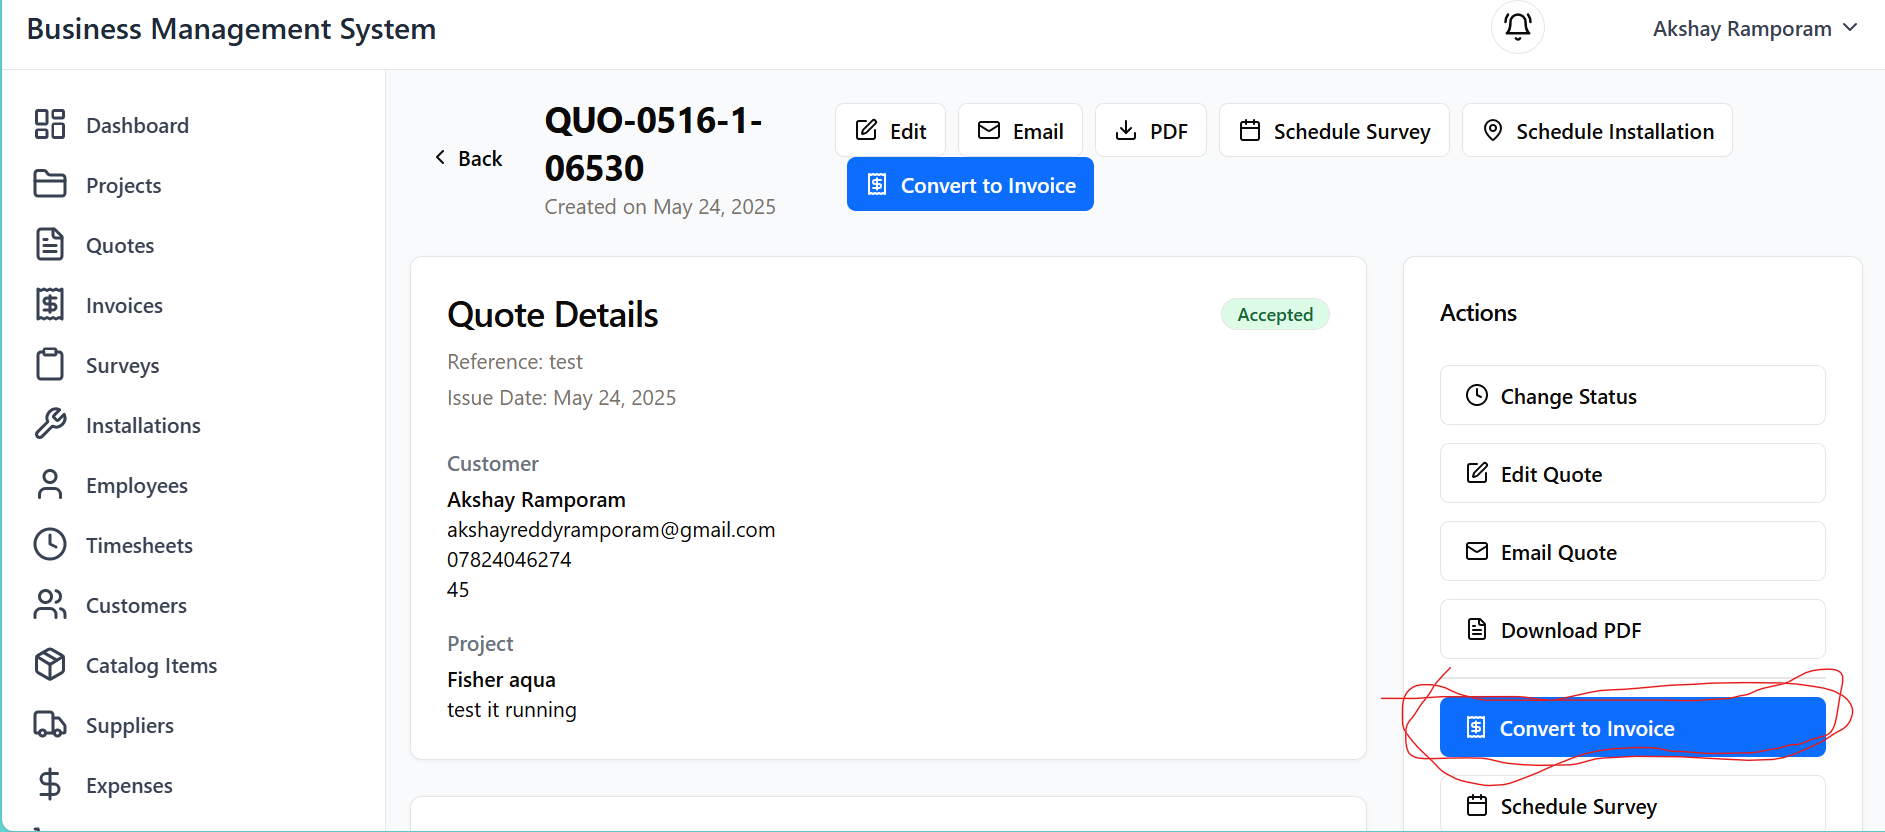 Business Management System
Akshay Ramporam
Dashboard
Projects
Quotes
Invoices
Surveys
Installations
Employees
Timesheets
Customers
Catalog Items
Suppliers
Expenses
Back
QUO-0516-1-
06530
Created on May 24, 2025
Edit
Email
PDF
Schedule Survey
Schedule Installation
Convert to Invoice
Quote Details
Accepted
Reference: test
Issue Date: May 24, 2025
Customer
Akshay Ramporam
akshayreddyramporam@gmail.com
07824046274
45
Project
Fisher aqua
test it running
Actions
Change Status
Edit Quote
Email Quote
Download PDF
Convert to Invoice
Schedule Survey